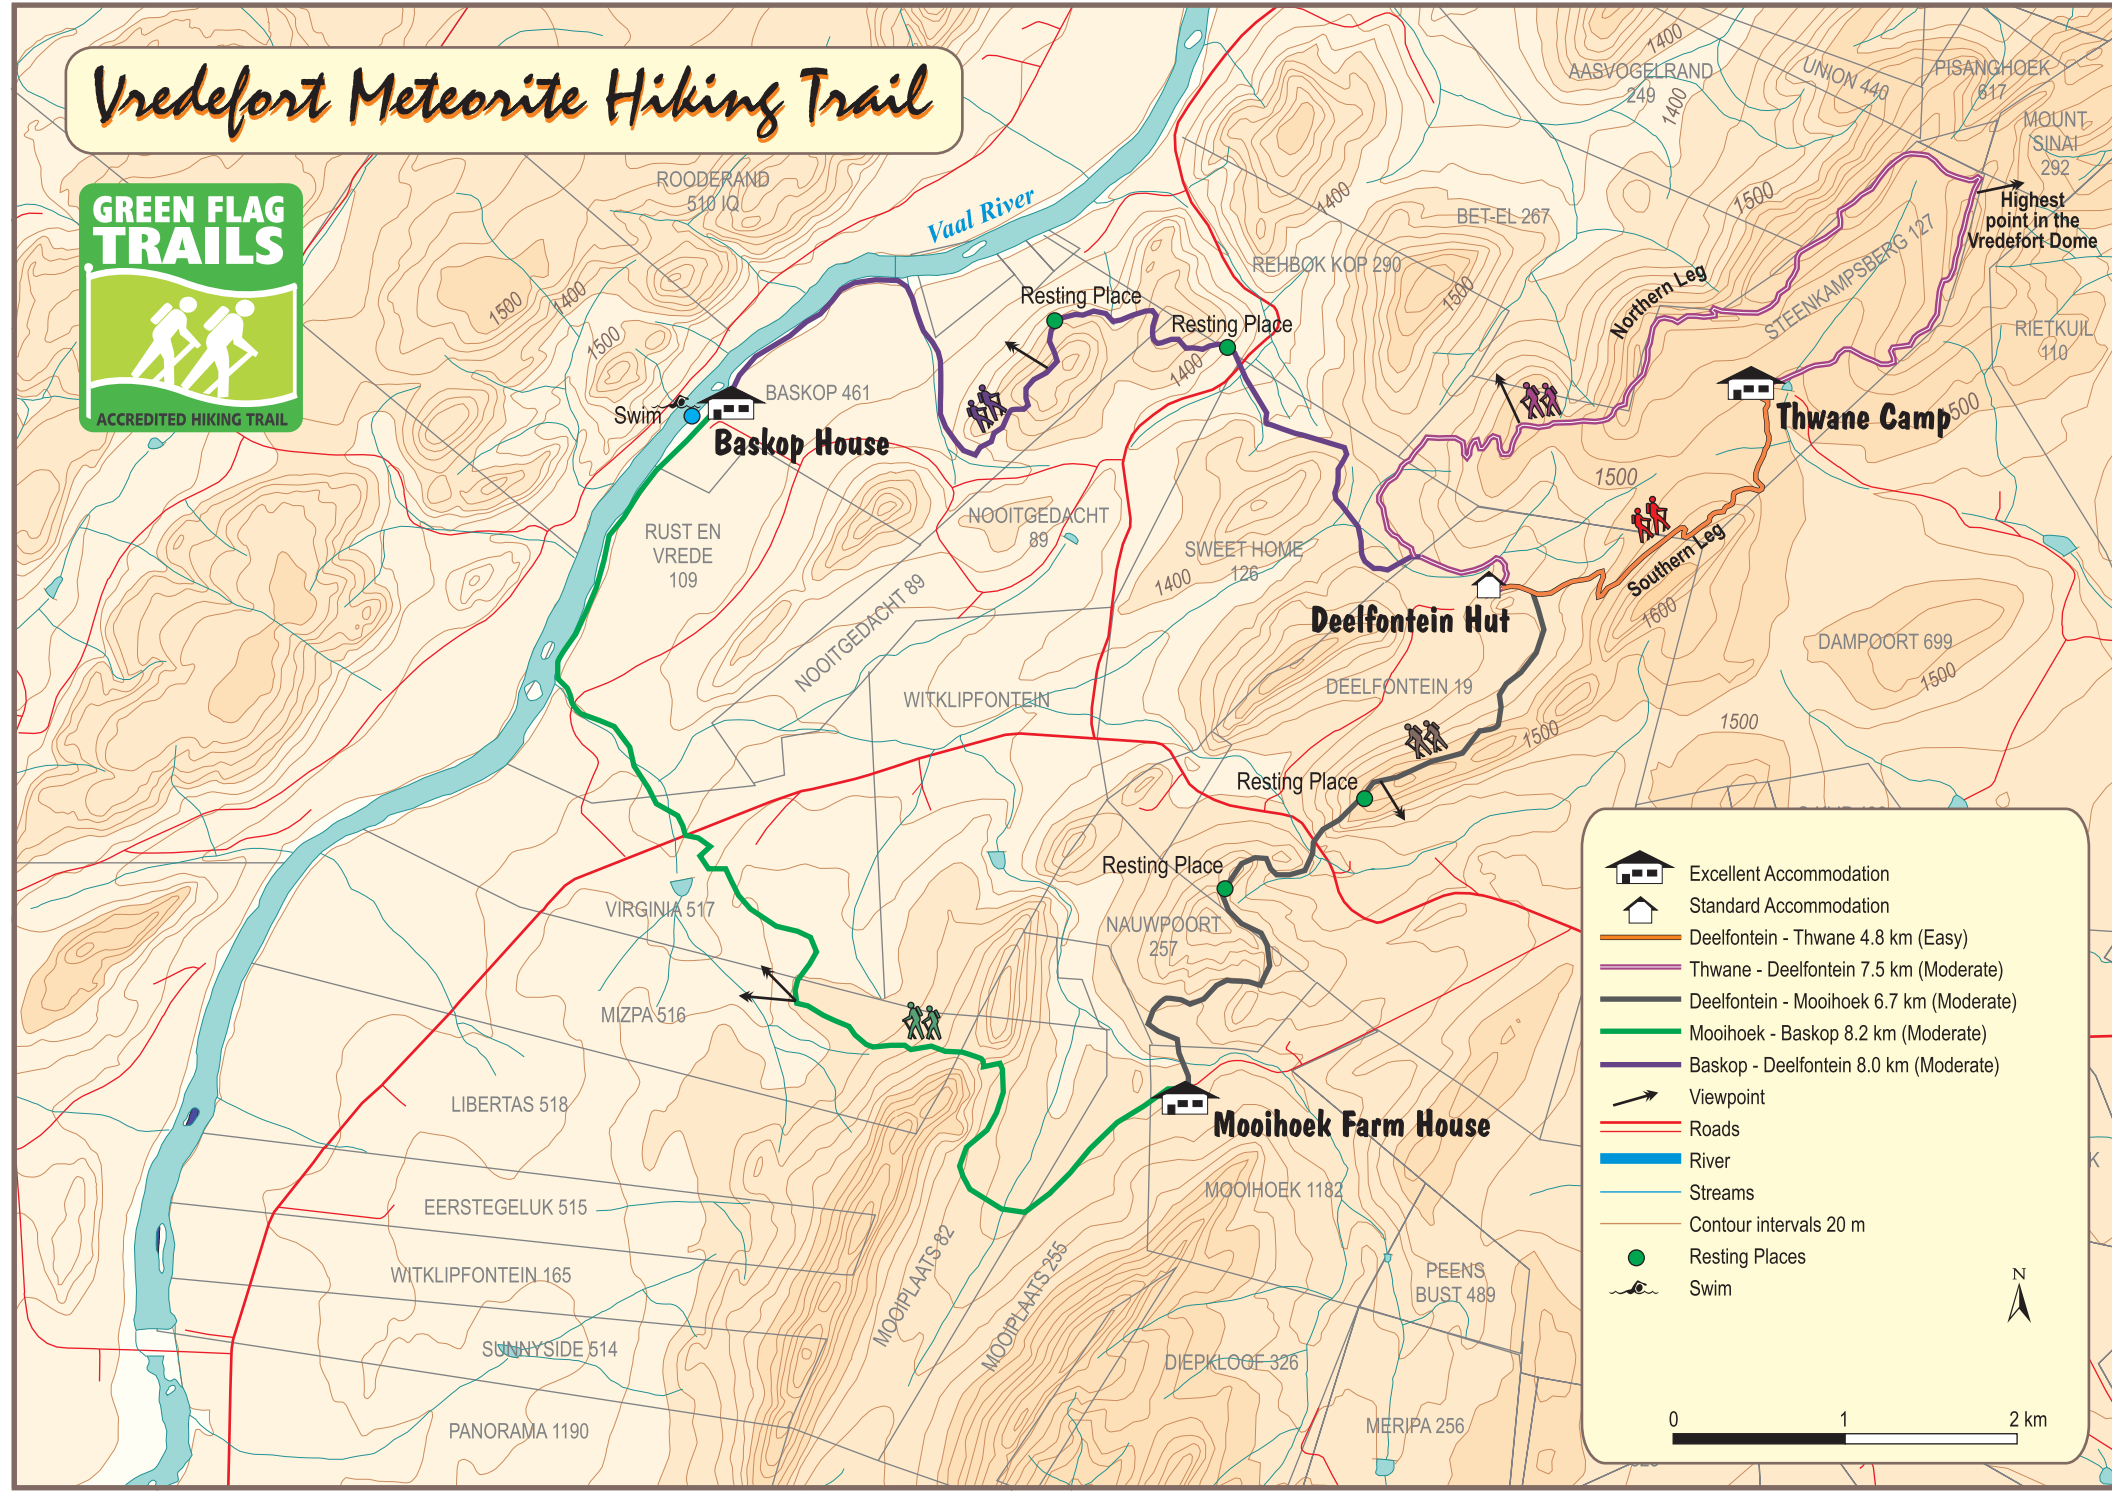 Vredefort Meteorite Hiking Trail
GREEN FLAG
TRAILS
ACCREDITED HIKING TRAIL
ROODERAND
510 IQ
Vaal River
1400
AASVOGELRAND
249
1400
UNION 440
PISANGHOEK
617
MOUNT
SINAI
292
Highest
point in the
Vredefort Dome
1500
1400
BET-EL 267
REHBOK KOP 290
1500
Northern Leg
STEENKAMPSBERG 127
RIETKUIL
110
1500
1400
1500
Resting Place
Resting Place
1400
BASKOP 461
Swim
Baskop House
Thwane Camp
1500
1500
RUST EN
VREDE
109
NOOITGEDACHT
89
SWEET HOME
126
1400
Southern Leg
1600
NOOITGEDACHT 89
Deelfontein Hut
DAMPOORT 699
1500
WITKLIPFONTEIN
DEELFONTEIN 19
1500
1500
Resting Place
Resting Place
VIRGINIA 517
NAUWPOORT
257
MIZPA 516
LIBERTAS 518
Mooihoek Farm House
EERSTEGELUK 515
MOOIHOEK 1182
WITKLIPFONTEIN 165
MOOIPLAATS 82
MOOIPLAATS 255
PEENS
BUST 489
SUNNYSIDE 514
DIEPKLOOF 326
PANORAMA 1190
MERIPA 256
Excellent Accommodation
Standard Accommodation
Deelfontein - Thwane 4.8 km (Easy)
Thwane - Deelfontein 7.5 km (Moderate)
Deelfontein - Mooihoek 6.7 km (Moderate)
Mooihoek - Baskop 8.2 km (Moderate)
Baskop - Deelfontein 8.0 km (Moderate)
Viewpoint
Roads
River
Streams
Contour intervals 20 m
Resting Places
Swim
N
0 1 2 km
K